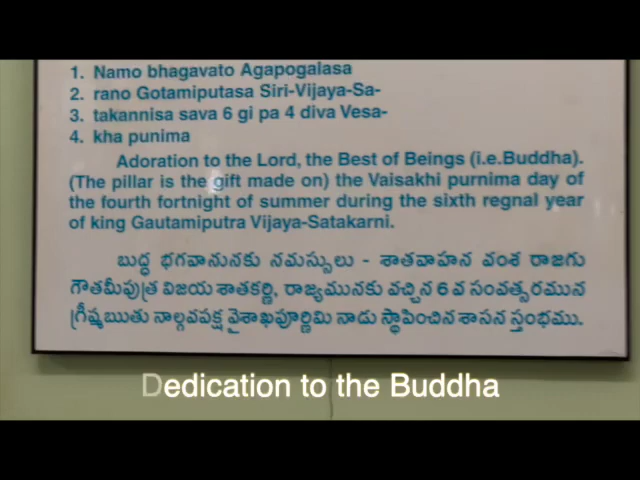 1. Namo bhagavato Agapogalasa
2. rano Gotamiputasa Siri-Vijaya-Sa-
3. takannisa sava 6 gi pa 4 diva Vesa-
4. kha punima
Adoration to the Lord, the Best of Beings (i.e.Buddha).
(The pillar is the gift made on) the Vaisakhi purnima day of
the fourth fortnight of summer during the sixth regnal year
of king Gautamiputra Vijaya-Satakarni.
బుద్ధ భగవానునకు నమస్సులు - శాతవాహన వంశ రాజగు
గౌతమీపుత్ర విజయ శాతకర్ణి, రాజ్యమునకు వచ్చిన 6 వ సంవత్సరమున
గ్రీష్మఋతు నాల్గవపక్ష వైశాఖపూర్ణిమి నాడు స్థాపించిన శాసన స్తంభము.
Dedication to the Buddha